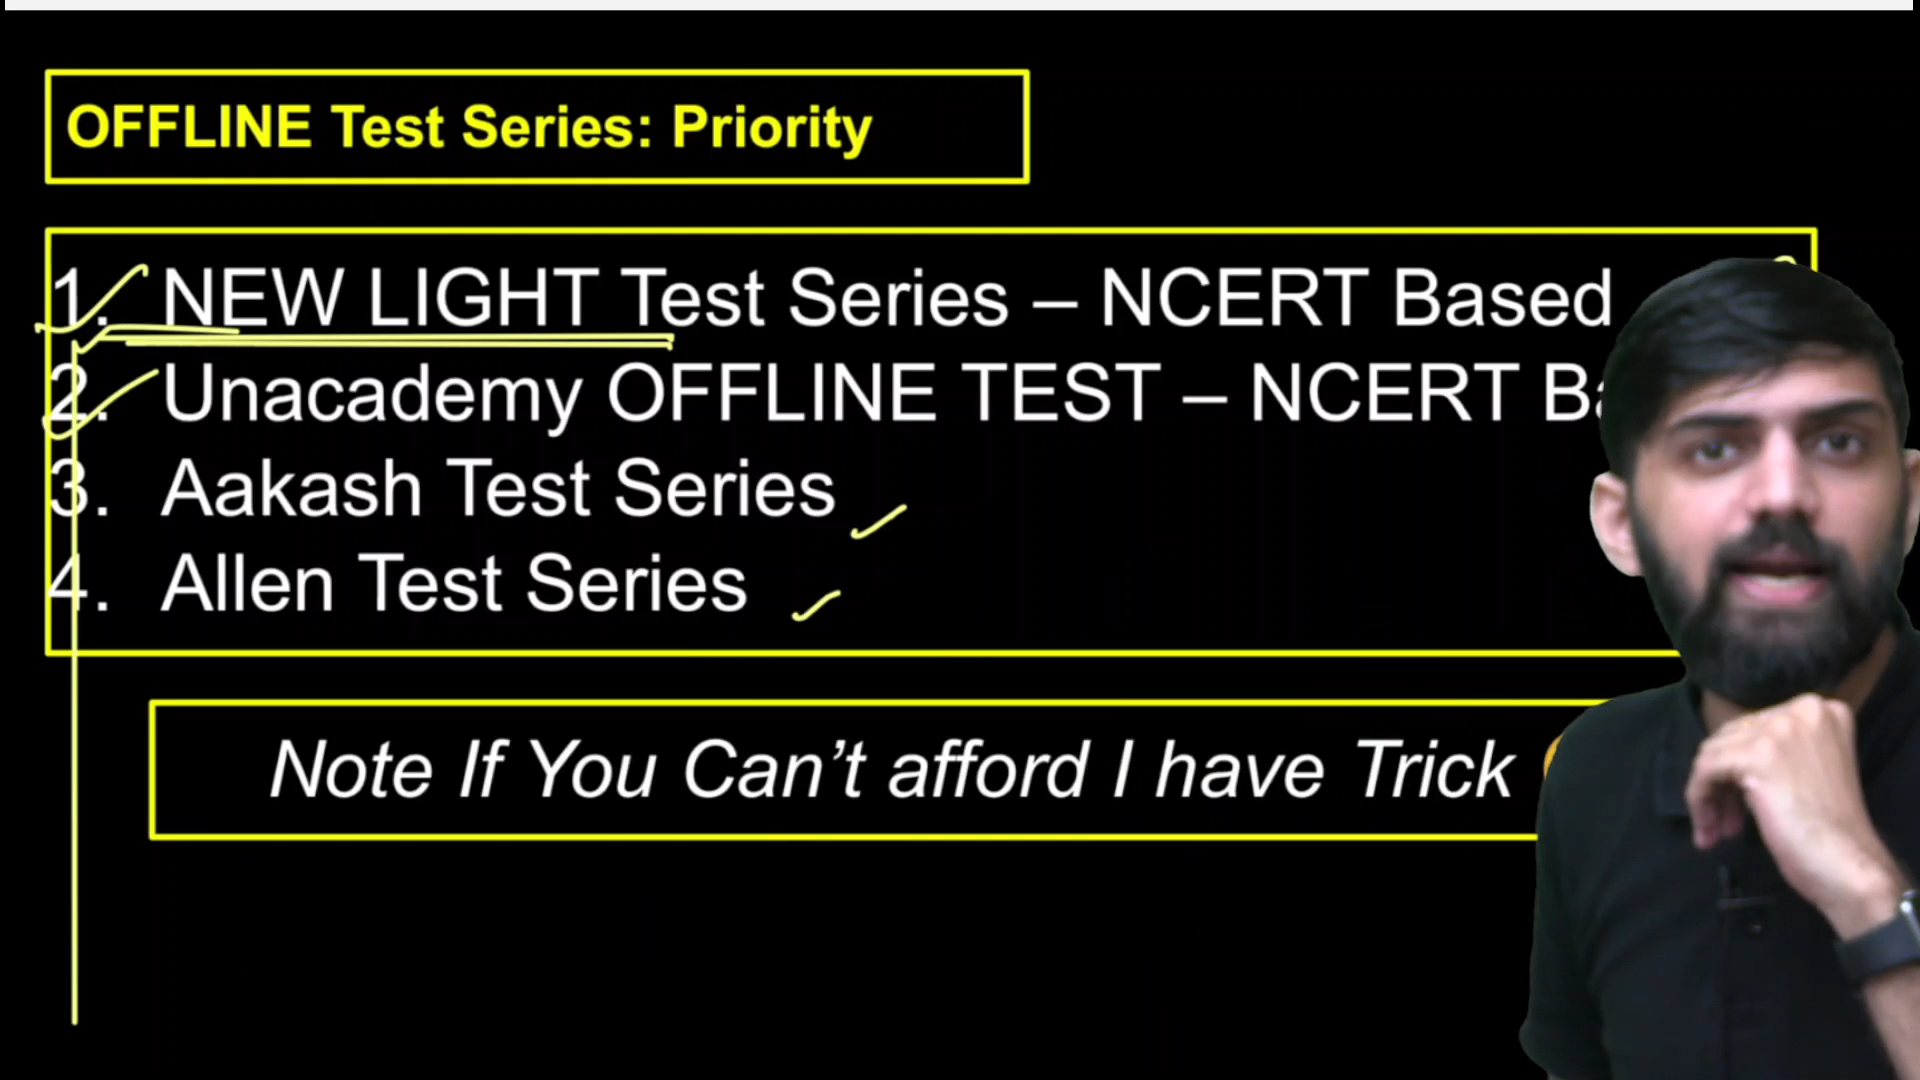 OFFLINE Test Series: Priority
1. NEW LIGHT Test Series – NCERT Based
2. Unacademy OFFLINE TEST – NCERT
3. Aakash Test Series
4. Allen Test Series
Note If You Can’t afford I have Trick